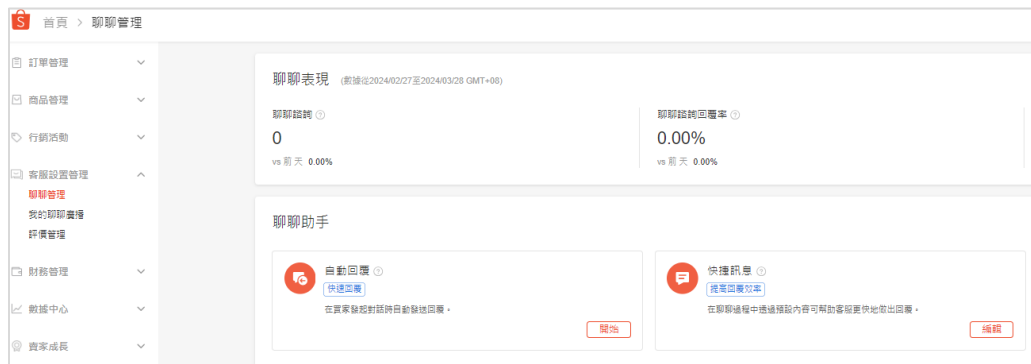 S 首頁 > 聊聊管理
訂單管理
商品管理
行銷活動
客服設置管理
聊聊管理
我的聊聊廣播
評價管理
財務管理
數據中心
賣家成長
聊聊表現 (數據從2024/02/27至2024/03/28 GMT+08)
聊聊諮詢 ?
0
vs 前天 0.00%
聊聊諮詢回覆率 ?
0.00%
vs 前天 0.00%
聊聊助手
自動回覆 ?
快速回覆
在買家發起對話時自動發送回覆。
開始
快捷訊息 ?
提高回覆效率
在聊聊過程中透過預設內容可幫助客服更快地做出回覆。
編輯